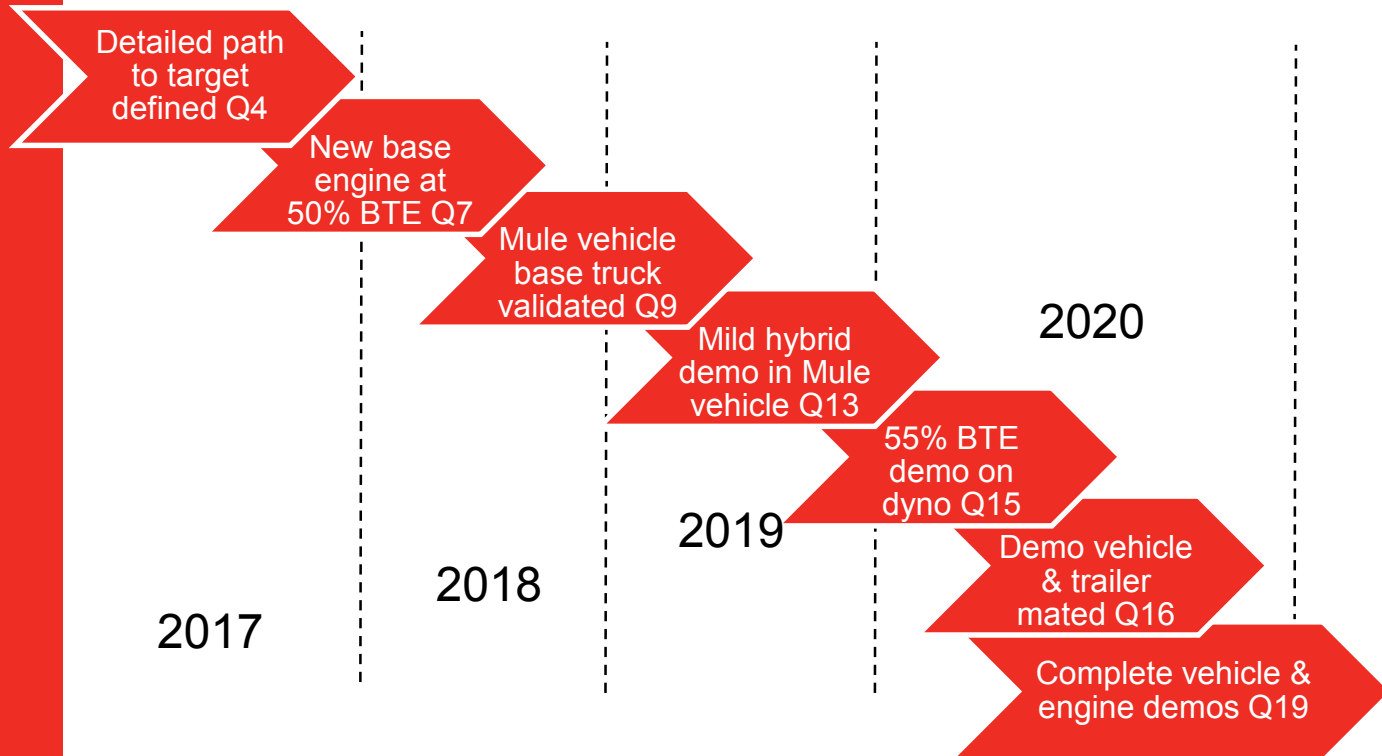 Detailed path
to target
defined Q4
New base
engine at
50% BTE Q7
Mule vehicle
base truck
validated Q9
Mild hybrid
demo in Mule
vehicle Q13
2020
55% BTE
demo on
dyno Q15
2019
Demo vehicle
& trailer
mated Q16
2018
2017
Complete vehicle &
engine demos Q19